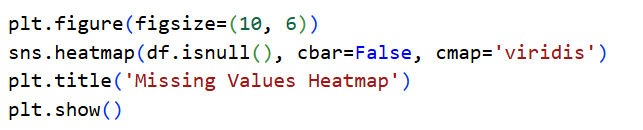 plt.figure(figsize=(10, 6))
sns.heatmap(df.isnull(), cbar=False, cmap='viridis')
plt.title('Missing Values Heatmap')
plt.show()